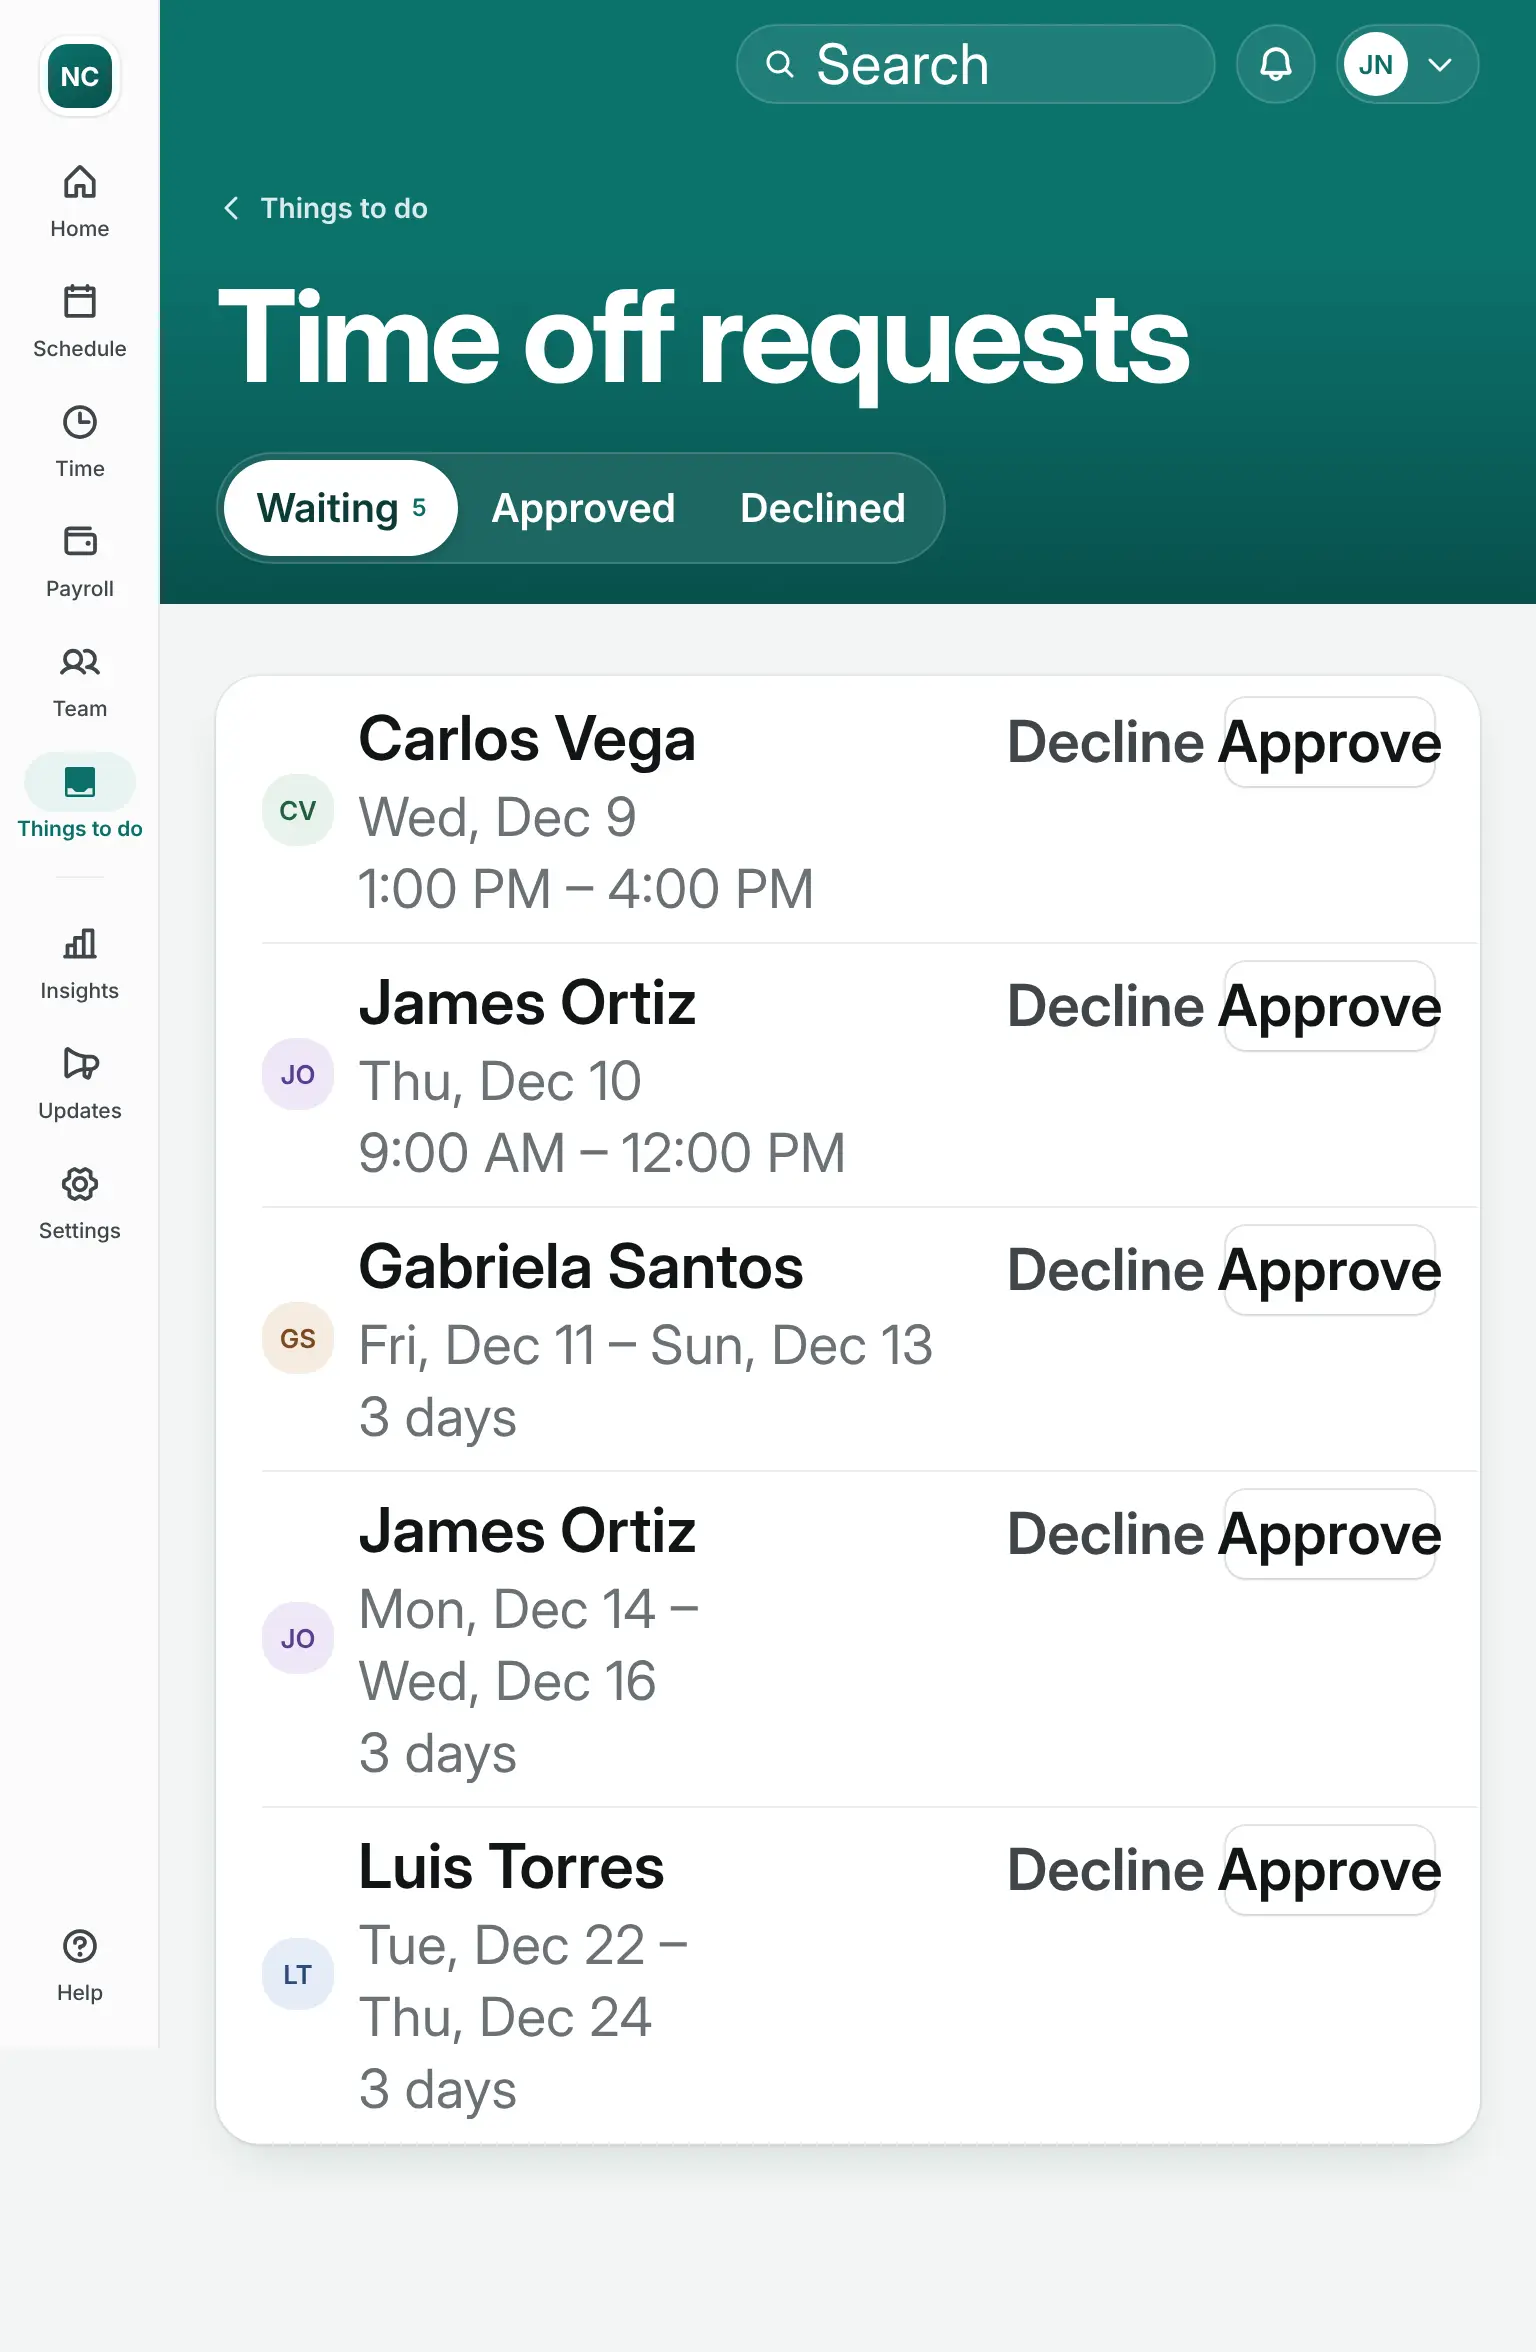 NC
Home
Schedule
Time
Payroll
Team
Things to do
Insights
Updates
Settings
Help
Search
JN
Things to do
Time off requests
Waiting 5
Approved
Declined
CV
Carlos Vega
Wed, Dec 9
1:00 PM – 4:00 PM
Decline
Approve
JO
James Ortiz
Thu, Dec 10
9:00 AM – 12:00 PM
Decline
Approve
GS
Gabriela Santos
Fri, Dec 11 – Sun, Dec 13
3 days
Decline
Approve
JO
James Ortiz
Mon, Dec 14 –
Wed, Dec 16
3 days
Decline
Approve
LT
Luis Torres
Tue, Dec 22 –
Thu, Dec 24
3 days
Decline
Approve